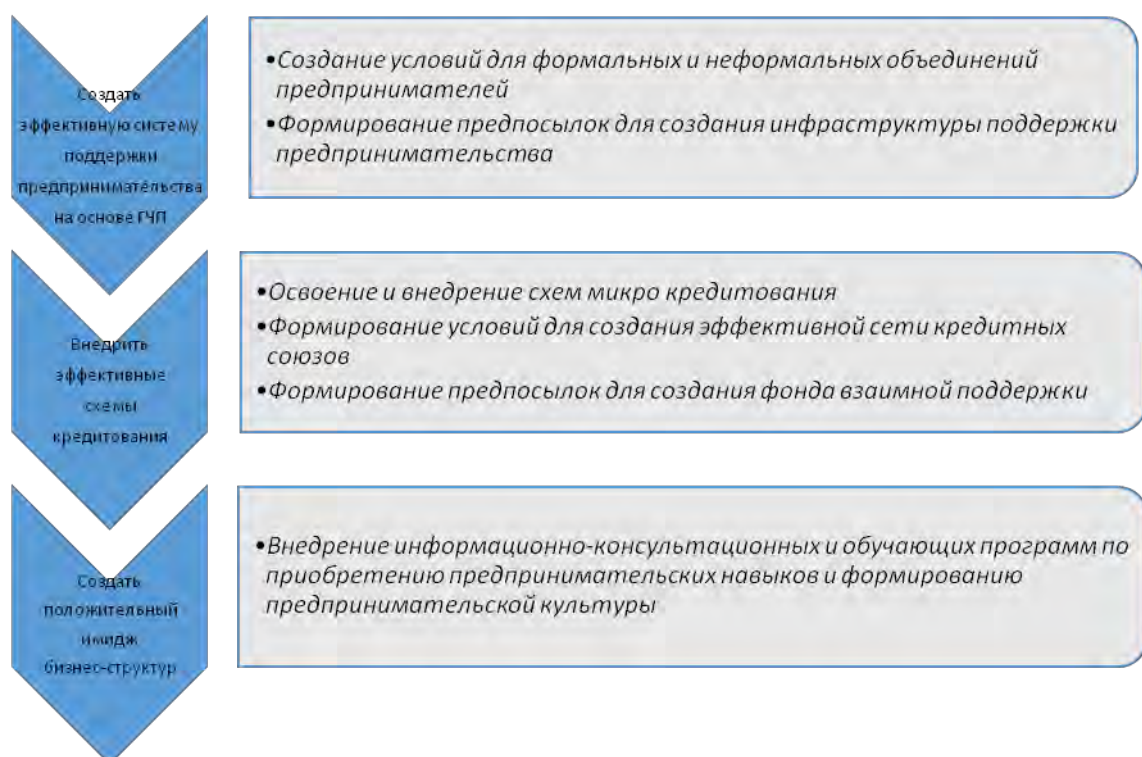 Создать
эффективную систему
поддержки
предпринимательства
на основе ГЧП
•Создание условий для формальных и неформальных объединений
предпринимателей
•Формирование предпосылок для создания инфраструктуры поддержки
предпринимательства
Внедрить
эффективные
схемы
кредитования
•Освоение и внедрение схем микро кредитования
•Формирование условий для создания эффективной сети кредитных
союзов
•Формирование предпосылок для создания фонда взаимной поддержки
Создать
положительный
имидж
бизнес-структур
•Внедрение информационно-консультационных и обучающих программ по
приобретению предпринимательских навыков и формированию
предпринимательской культуры